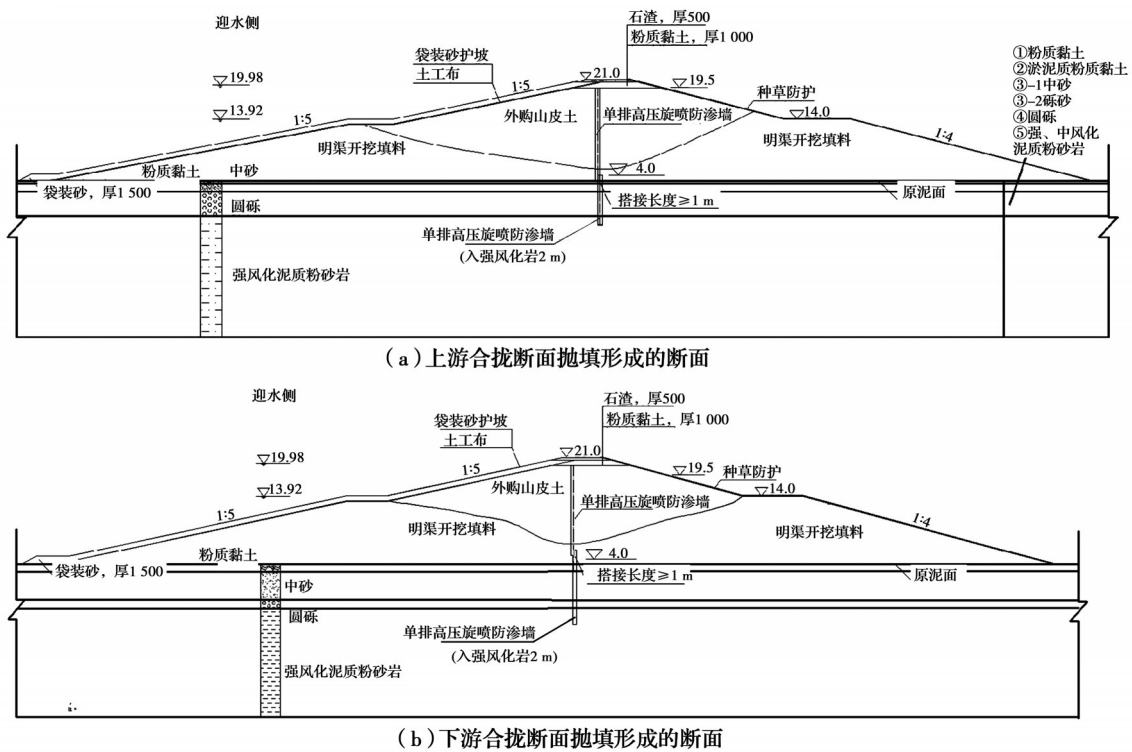 迎水侧
石渣，厚500
粉质黏土，厚1 000
袋装砂护坡
土工布
19.98
13.92
1:5
1:5
21.0
19.5
种草防护
14.0
1:4
外购山皮土
单排高压旋喷防渗墙
明渠开挖填料
明渠开挖填料
4.0
①粉质黏土
②淤泥质粉质黏土
③-1中砂
③-2砾砂
④圆砾
⑤强、中风化
泥质粉砂岩
粉质黏土
中砂
袋装砂，厚1 500
圆砾
搭接长度≥1 m
原泥面
单排高压旋喷防渗墙
(入强风化岩2 m)
强风化泥质粉砂岩
(a)上游合拢断面抛填形成的断面
迎水侧
石渣，厚500
粉质黏土，厚1 000
袋装砂护坡
土工布
19.98
13.92
1:5
1:5
21.0
19.5
种草防护
14.0
1:4
外购山皮土
单排高压旋喷防渗墙
明渠开挖填料
明渠开挖填料
4.0
粉质黏土
袋装砂，厚1 500
中砂
搭接长度≥1 m
原泥面
圆砾
单排高压旋喷防渗墙
(入强风化岩2 m)
强风化泥质粉砂岩
(b)下游合拢断面抛填形成的断面